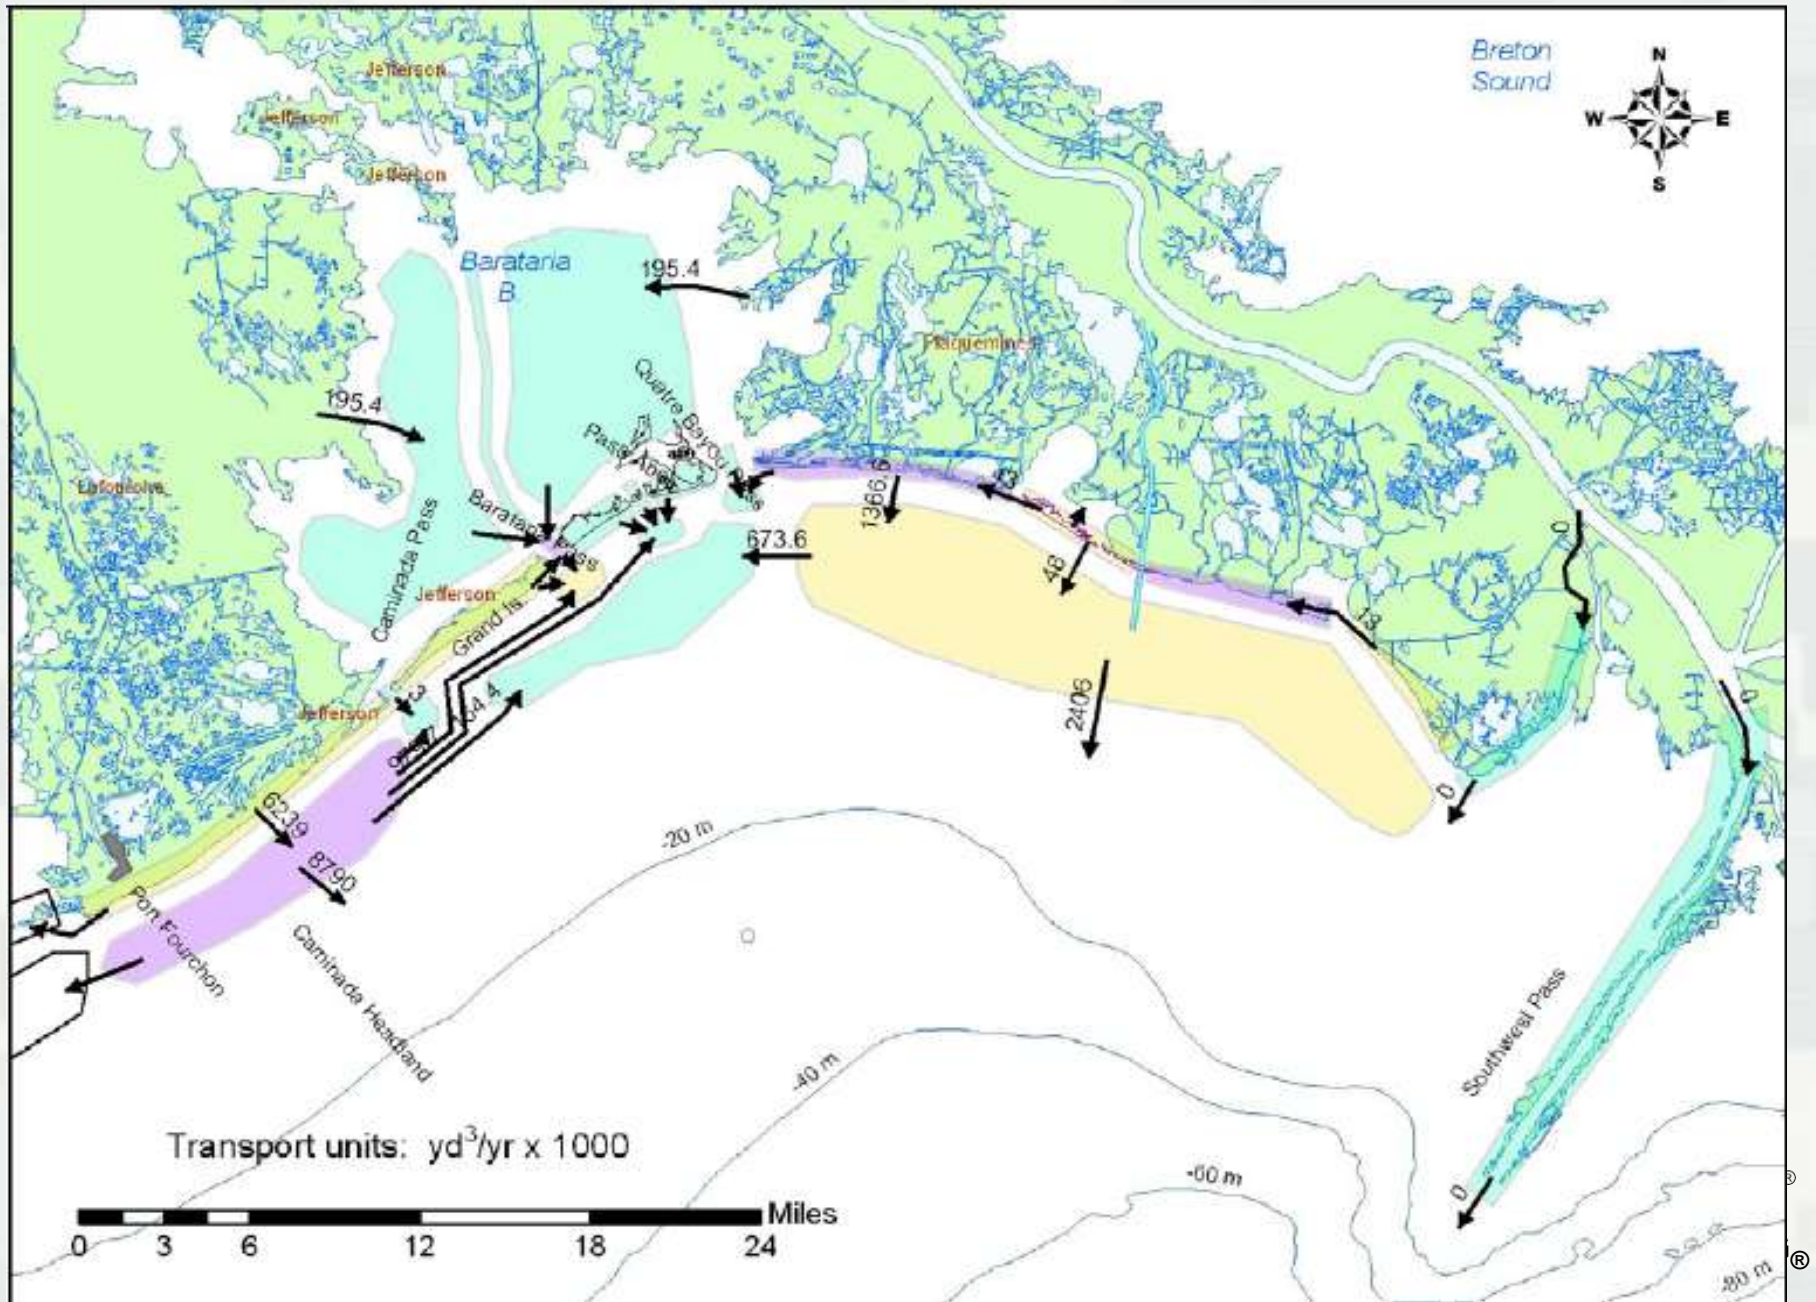 Breton
Sound
N
W
E
S
Jefferson
Jefferson
Jefferson
Barataria
B
195.4
Plaquemines
Quatre Bayou Pass
195.4
Lafourche
Caminada Pass
Barataria Pass
1366.6
13
673.6
48
0
Jefferson
Grand Is.
13
0
3
Jefferson
2406
0
6239
8790
-20 m
Port Fourchon
Caminada Headland
Southwest Pass
-40 m
Transport units: yd³/yr x 1000
-60 m
0
®
Miles
0 3 6 12 18 24
®
-80 m